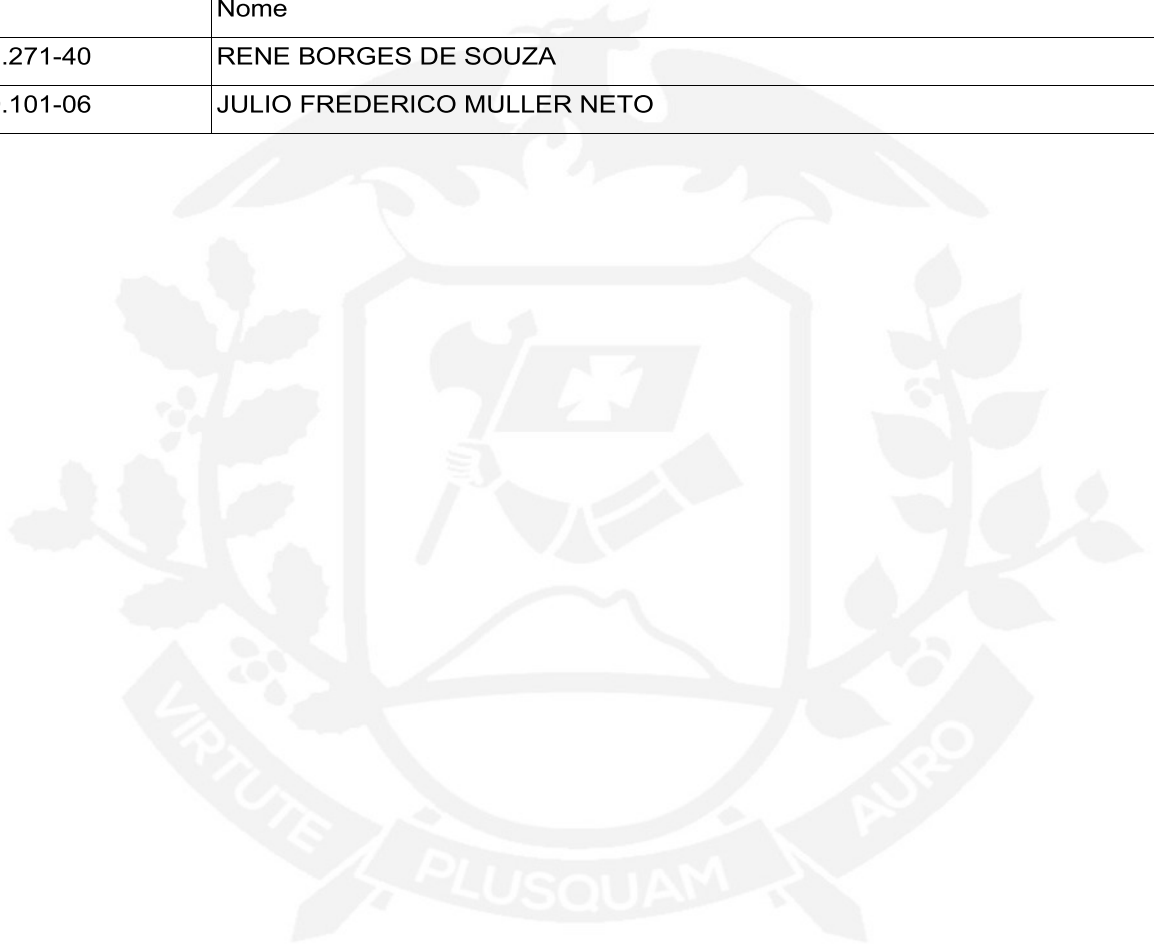 Nome
.271-40 RENE BORGES DE SOUZA
.101-06 JULIO FREDERICO MULLER NETO
VIRTUTE PLUSQUAM AURO